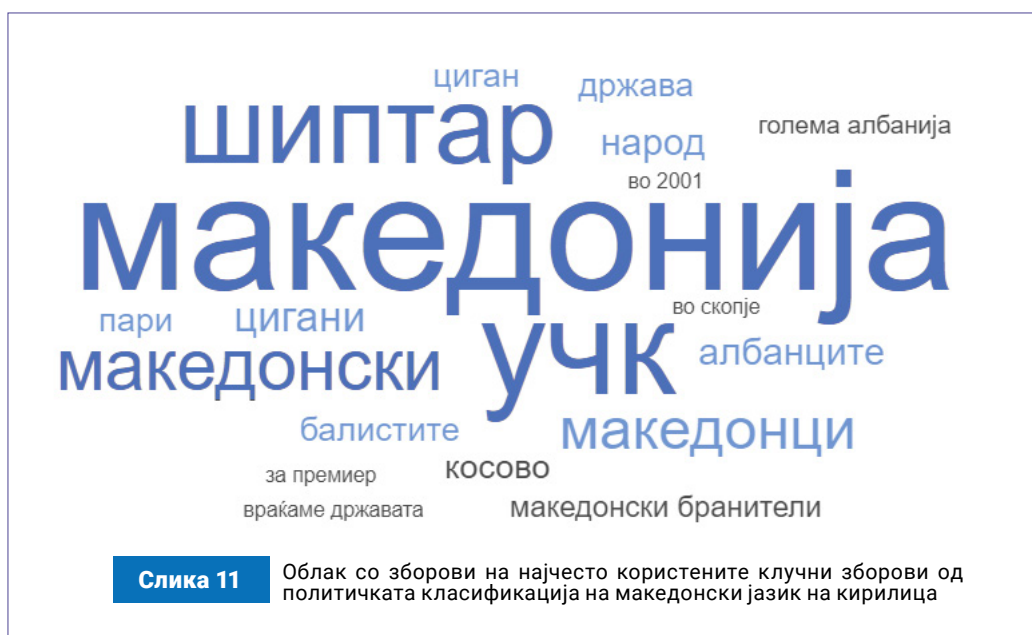 циган
држава
шиптар
голема албанија
народ
во 2001
македонија
во скопје
пари
цигани
учк
албанците
македонски
балистите
македонци
косово
за премиер
враќаме државата
македонски бранители
Слика 11
Облак со зборови на најчесто користените клучни зборови од
политичката класификација на македонски јазик на кирилица